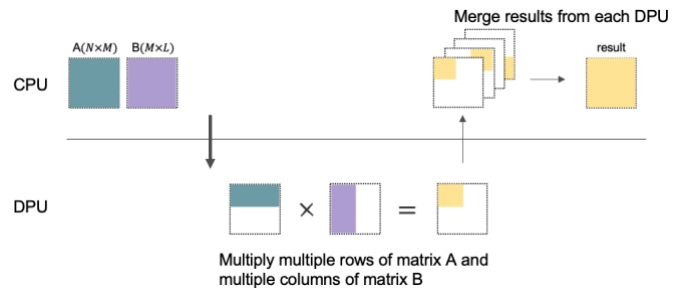 Merge results from each DPU
A(N×M) B(M×L)
result
CPU
DPU
× =
Multiply multiple rows of matrix A and
multiple columns of matrix B